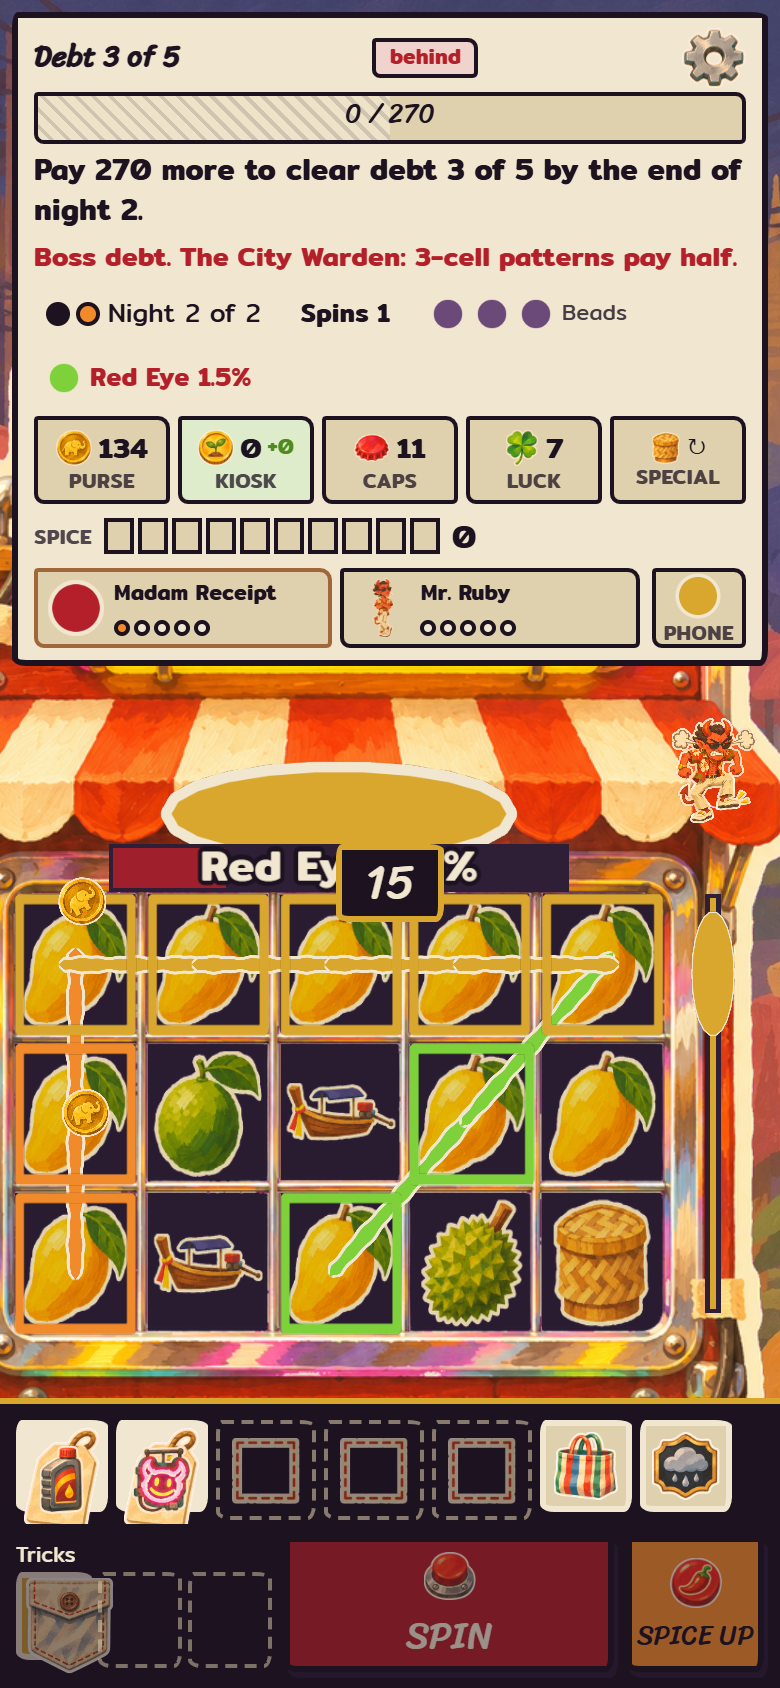 Debt 3 of 5
behind
0 / 270
Pay 270 more to clear debt 3 of 5 by the end of
night 2.
Boss debt. The City Warden: 3-cell patterns pay half.
Night 2 of 2 Spins 1 Beads
Red Eye 1.5%
134 0 +0 11 7
PURSE KIOSK CAPS LUCK SPECIAL
SPICE 0
Madam Receipt Mr. Ruby
PHONE
Red Ey %
15
Tricks
SPIN SPICE UP